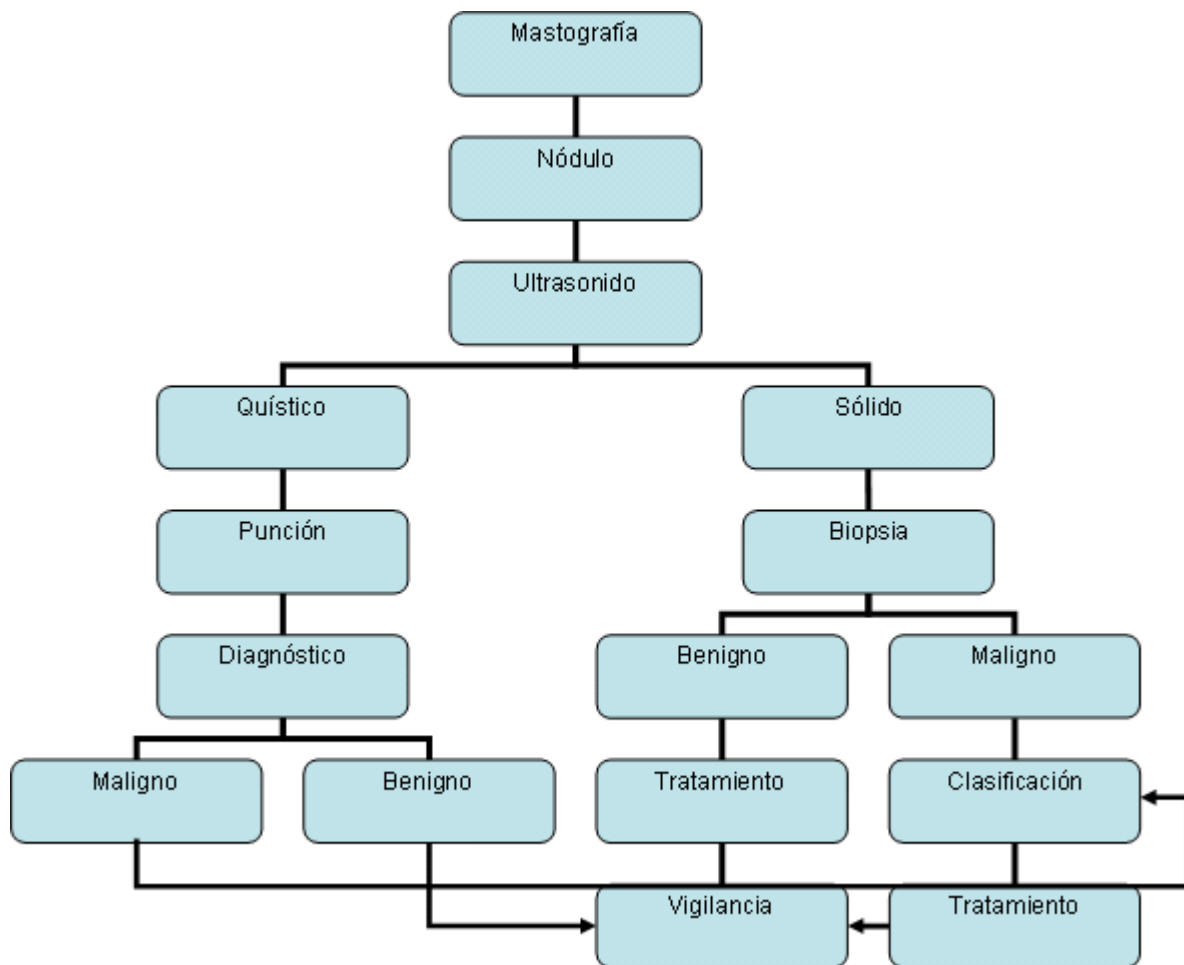 Mastografía
Nódulo
Ultrasonido
Quístico
Sólido
Punción
Biopsia
Diagnóstico
Benigno
Maligno
Maligno
Benigno
Tratamiento
Clasificación
Vigilancia
Tratamiento